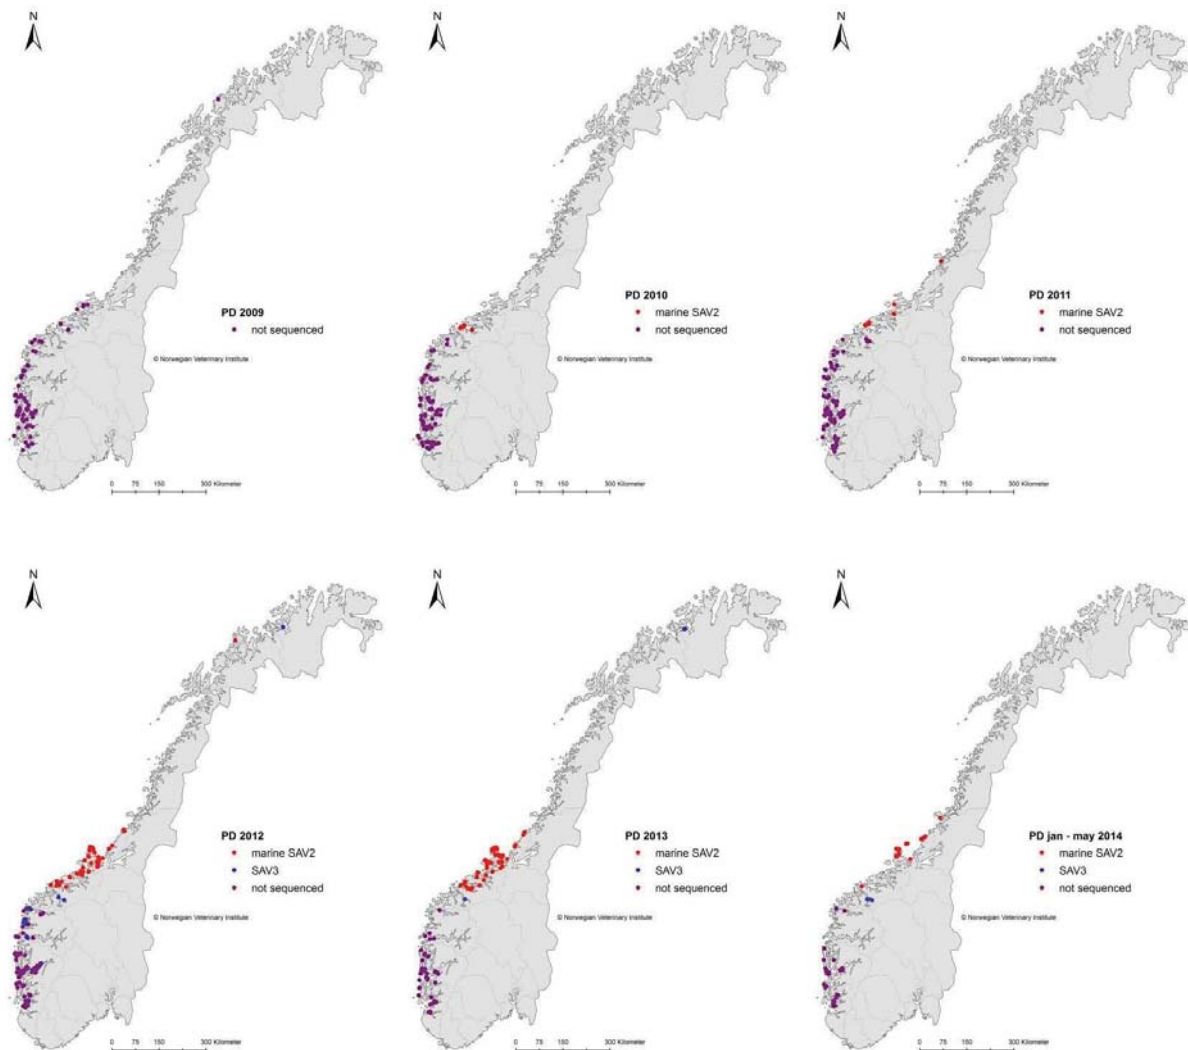 N
N
N
PD 2009
not sequenced
© Norwegian Veterinary Institute
0 75 150 300 Kilometer
PD 2010
marine SAV2
not sequenced
© Norwegian Veterinary Institute
0 75 150 300 Kilometer
PD 2011
marine SAV2
not sequenced
© Norwegian Veterinary Institute
0 75 150 300 Kilometer
N
N
N
PD 2012
marine SAV2
SAV3
not sequenced
© Norwegian Veterinary Institute
0 75 150 300 Kilometer
PD 2013
marine SAV2
SAV3
not sequenced
© Norwegian Veterinary Institute
0 75 150 300 Kilometer
PD jan - may 2014
marine SAV2
SAV3
not sequenced
© Norwegian Veterinary Institute
0 75 150 300 Kilometer